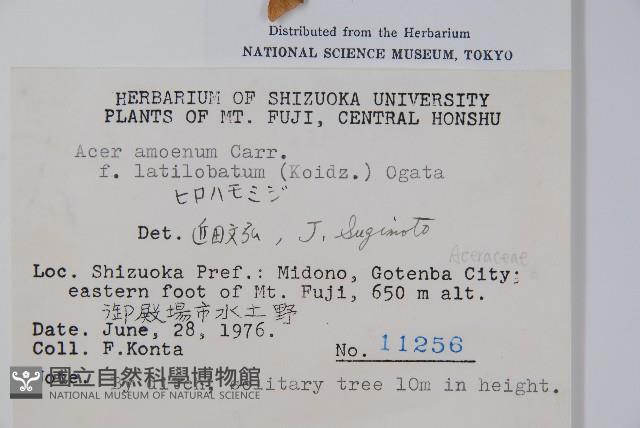 Distributed from the Herbarium
NATIONAL SCIENCE MUSEUM, TOKYO
HERBARIUM OF SHIZUOKA UNIVERSITY
PLANTS OF MT. FUJI, CENTRAL HONSHU
Acer amoenum Carr.
f. latilobatum (Koidz.) Ogata
ヒロハモミジ
Det. 近田文弘, J. Sugimoto
Aceraceae
Loc. Shizuoka Pref.: Midono, Gotenba City;
eastern foot of Mt. Fuji, 650 m alt.
御殿場市水土野
Date. June, 28, 1976.
Coll. F.Konta No. 11256
Note. solitary tree 10m in height.
國立自然科學博物館
NATIONAL MUSEUM OF NATURAL SCIENCE